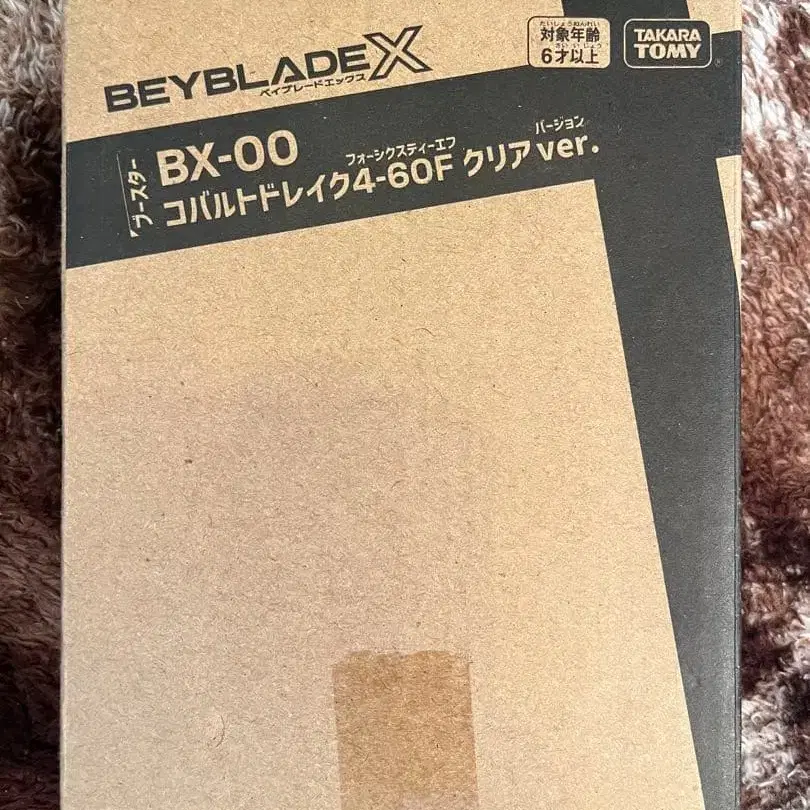 BEYBLADE X
ベイブレードエックス
たいしょうねんれい
対象年齢
さい いじょう
6才以上
TAKARA
TOMY
ブースター
BX-00
フォーシクスティーエフ
バージョン
コバルトドレイク4-60F クリアver.